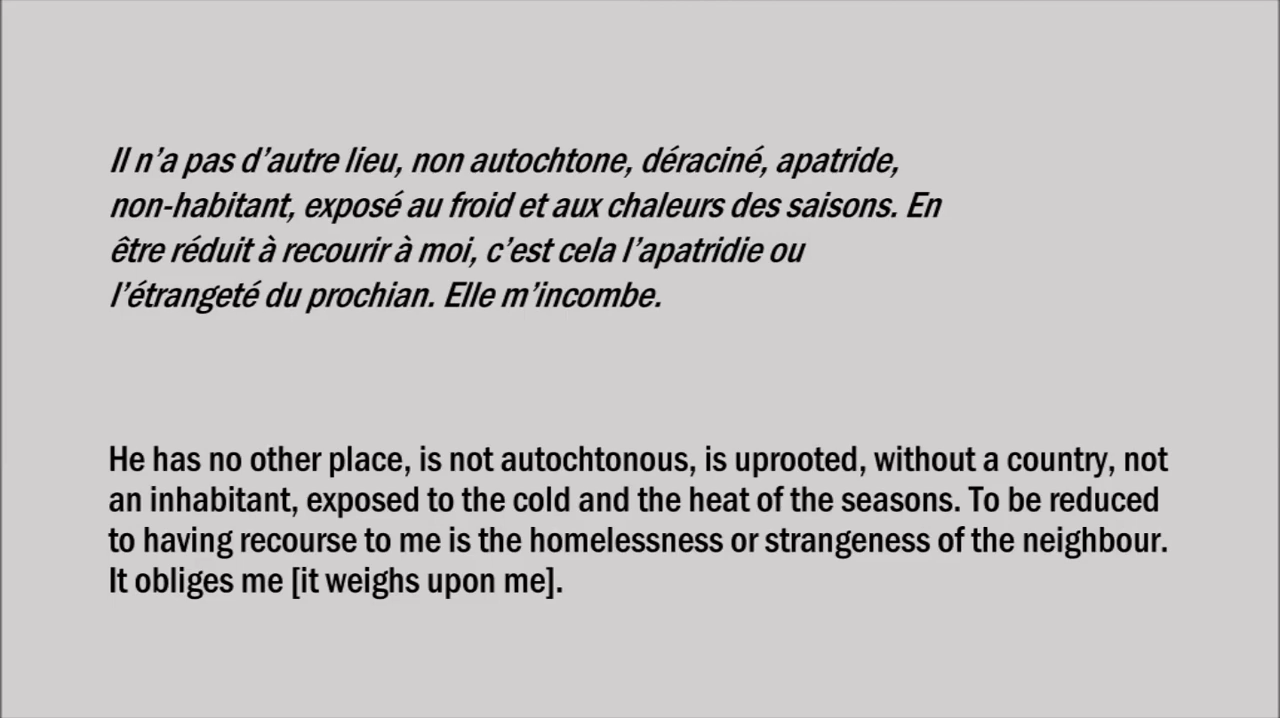 Il n’a pas d’autre lieu, non autochtone, déraciné, apatride,
non-habitant, exposé au froid et aux chaleurs des saisons. En
être réduit à recourir à moi, c’est cela l’apatridie ou
l’étrangeté du prochian. Elle m’incombe.
He has no other place, is not autochtonous, is uprooted, without a country, not
an inhabitant, exposed to the cold and the heat of the seasons. To be reduced
to having recourse to me is the homelessness or strangeness of the neighbour.
It obliges me [it weighs upon me].